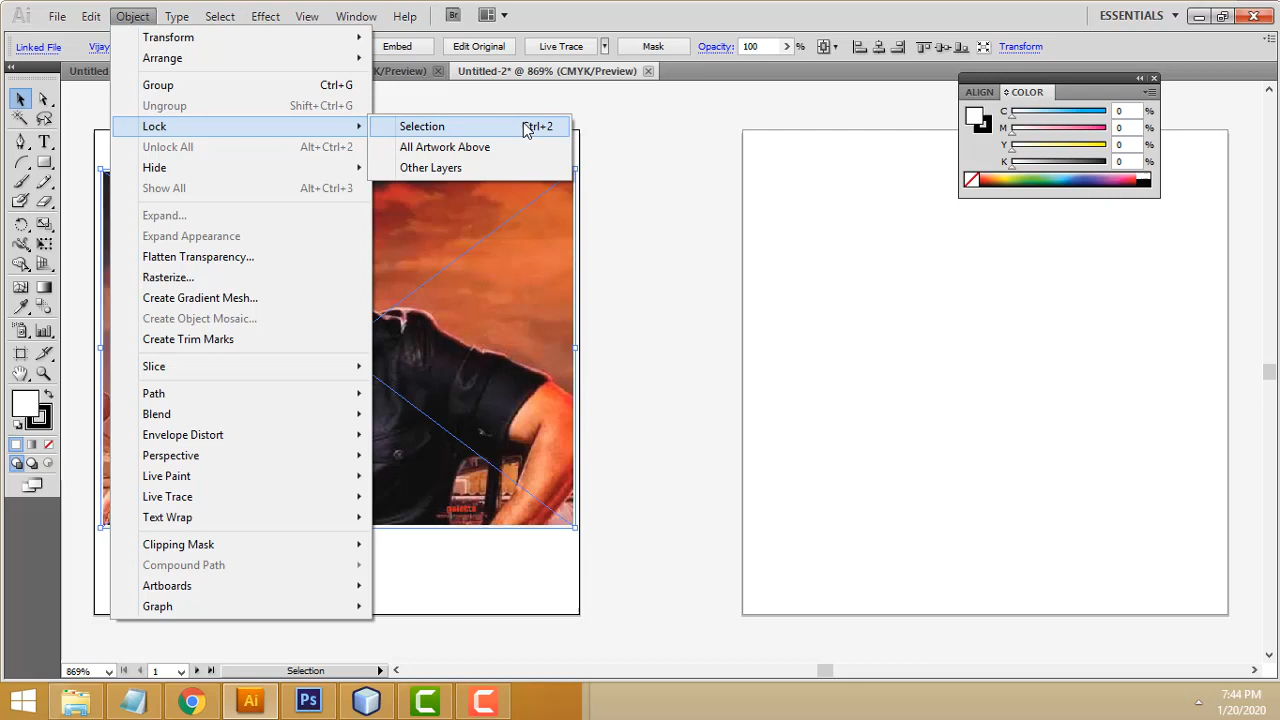 Ai File Edit Object Type Select Effect View Window Help Br ESSENTIALS
Linked File Vijay Embed Edit Original Live Trace Mask Opacity: 100 Transform
Untitled K/Preview) Untitled-2* @ 869% (CMYK/Preview)
Transform
Arrange
Group Ctrl+G
Ungroup Shift+Ctrl+G
Lock
Unlock All Alt+Ctrl+2
Hide
Show All Alt+Ctrl+3
Expand...
Expand Appearance
Flatten Transparency...
Rasterize...
Create Gradient Mesh...
Create Object Mosaic...
Create Trim Marks
Slice
Path
Blend
Envelope Distort
Perspective
Live Paint
Live Trace
Text Wrap
Clipping Mask
Compound Path
Artboards
Graph
Selection Ctrl+2
All Artwork Above
Other Layers
ALIGN COLOR
C 0 %
M 0 %
Y 0 %
K 0 %
869% 1 Selection
Ai Ps C C
7:44 PM
1/20/2020